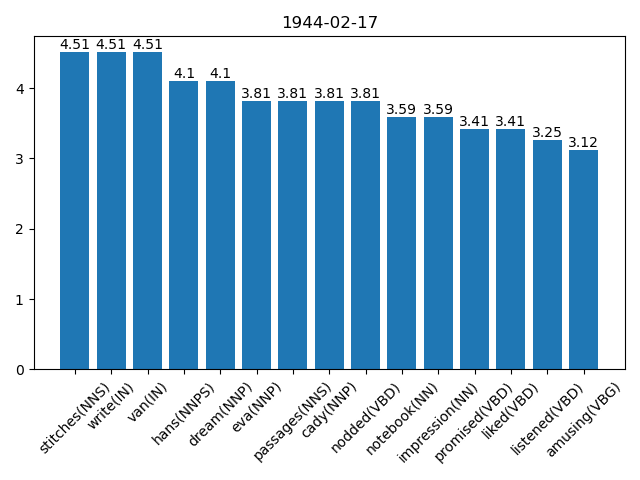 1944-02-17
4.51 4.51 4.51
4.1 4.1
3.81 3.81 3.81 3.81
3.59 3.59
3.41 3.41
3.25
3.12
4
3
2
1
0
stitches(NNS)
write(IN)
van(IN)
hans(NNPS)
dream(NNP)
eva(NNP)
passages(NNS)
cady(NNP)
nodded(VBD)
notebook(NN)
impression(NN)
promised(VBD)
liked(VBD)
listened(VBD)
amusing(VBG)